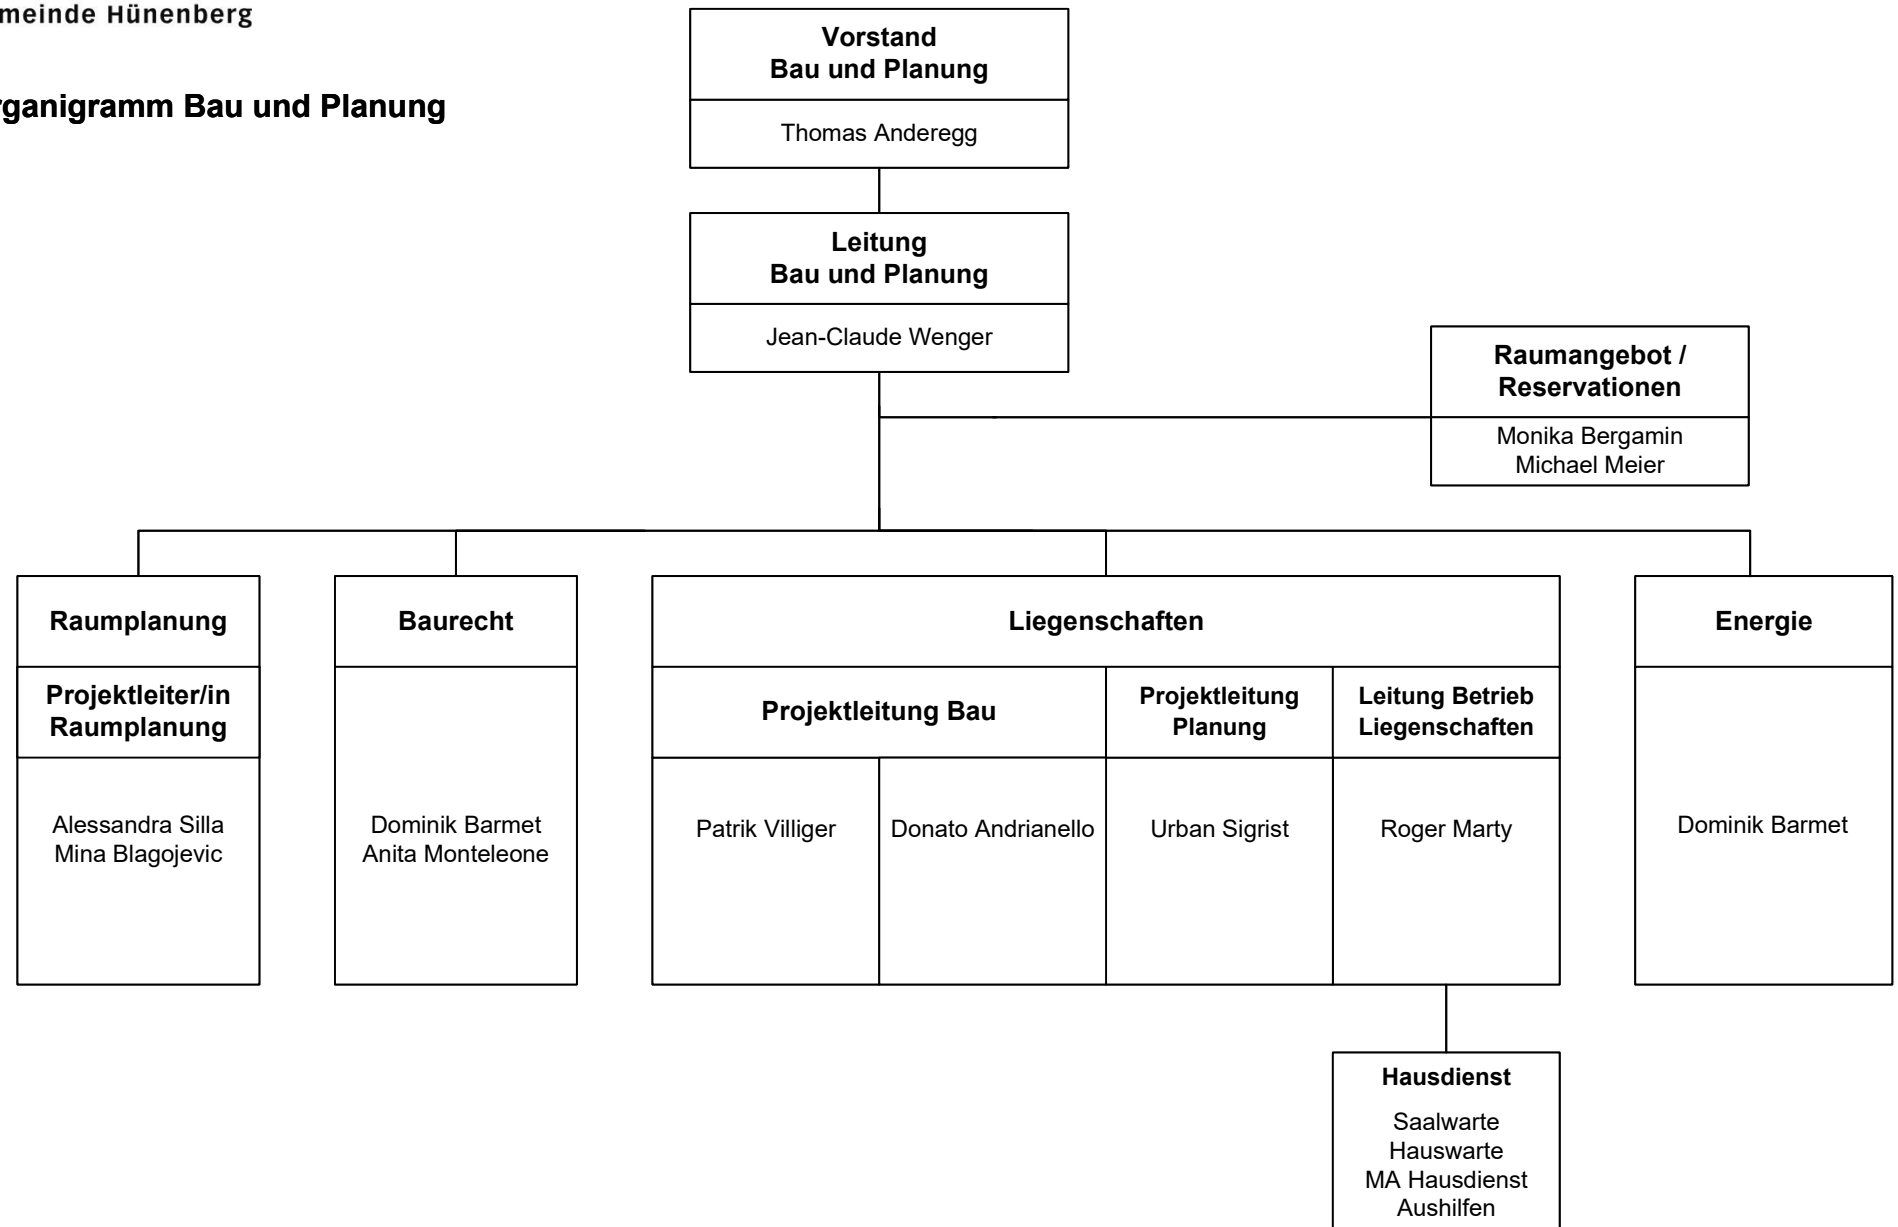 meinde Hünenberg
rganigramm Bau und Planung
Vorstand
Bau und Planung
Thomas Anderegg
Leitung
Bau und Planung
Jean-Claude Wenger
Raumangebot /
Reservationen
Monika Bergamin
Michael Meier
Raumplanung
Projektleiter/in
Raumplanung
Alessandra Silla
Mina Blagojevic
Baurecht
Dominik Barmet
Anita Monteleone
Liegenschaften
Projektleitung Bau
Patrik Villiger
Donato Andrianello
Projektleitung
Planung
Urban Sigrist
Leitung Betrieb
Liegenschaften
Roger Marty
Energie
Dominik Barmet
Hausdienst
Saalwarte
Hauswarte
MA Hausdienst
Aushilfen